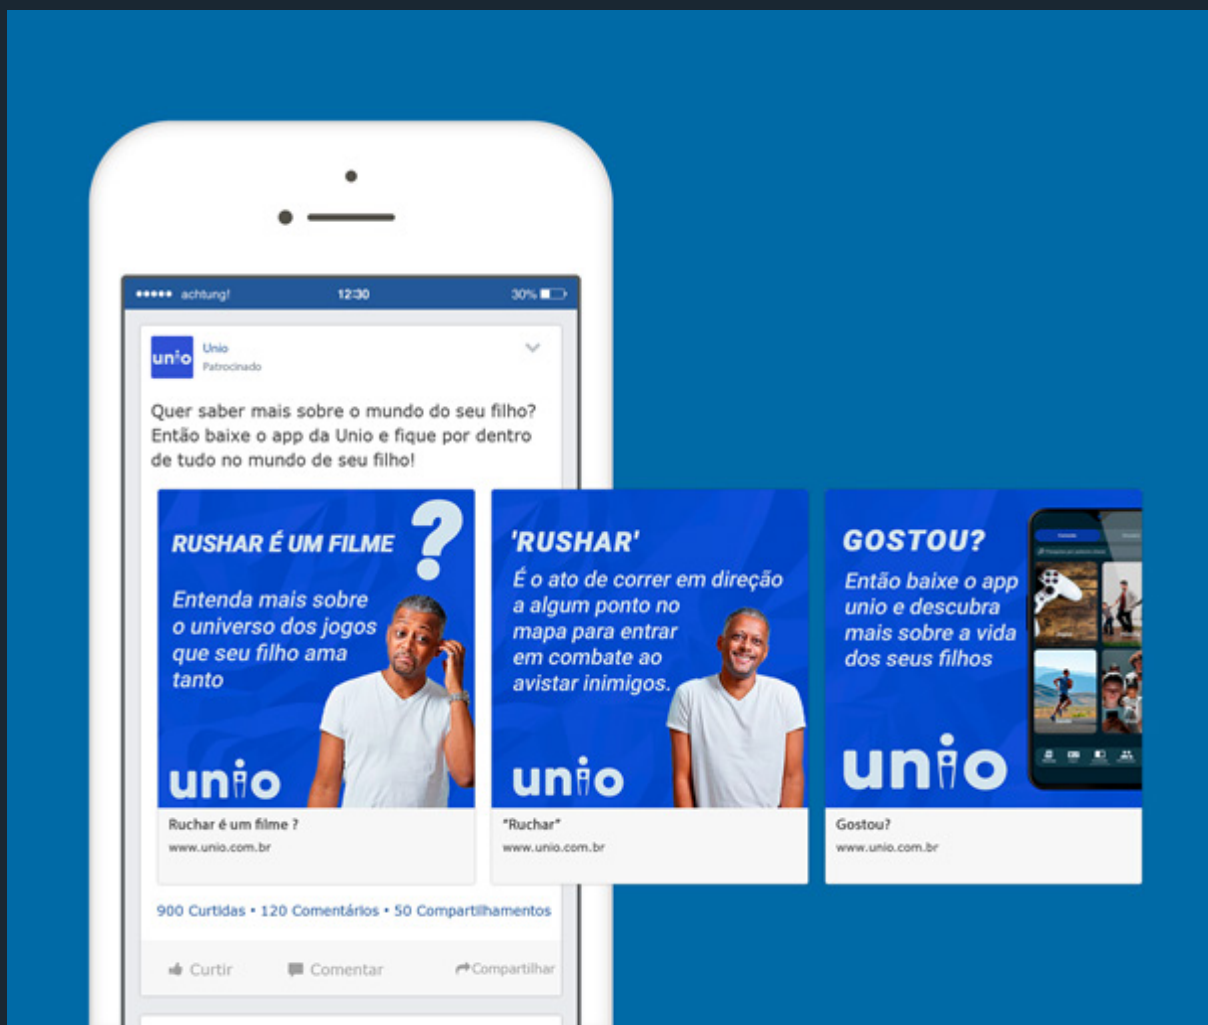 achtung! 12:30 30%
unio
Unio
Patrocinado
Quer saber mais sobre o mundo do seu filho?
Então baixe o app da Unio e fique por dentro
de tudo no mundo de seu filho!
RUSHAR É UM FILME ?
Entenda mais sobre
o universo dos jogos
que seu filho ama
tanto
unio
Ruchar é um filme ?
www.unio.com.br
'RUSHAR'
É o ato de correr em direção
a algum ponto no
mapa para entrar
em combate ao
avistar inimigos.
unio
"Ruchar"
www.unio.com.br
GOSTOU?
Então baixe o app
unio e descubra
mais sobre a vida
dos seus filhos
unio
Gostou?
www.unio.com.br
900 Curtidas • 120 Comentários • 50 Compartilhamentos
Curtir Comentar Compartilhar